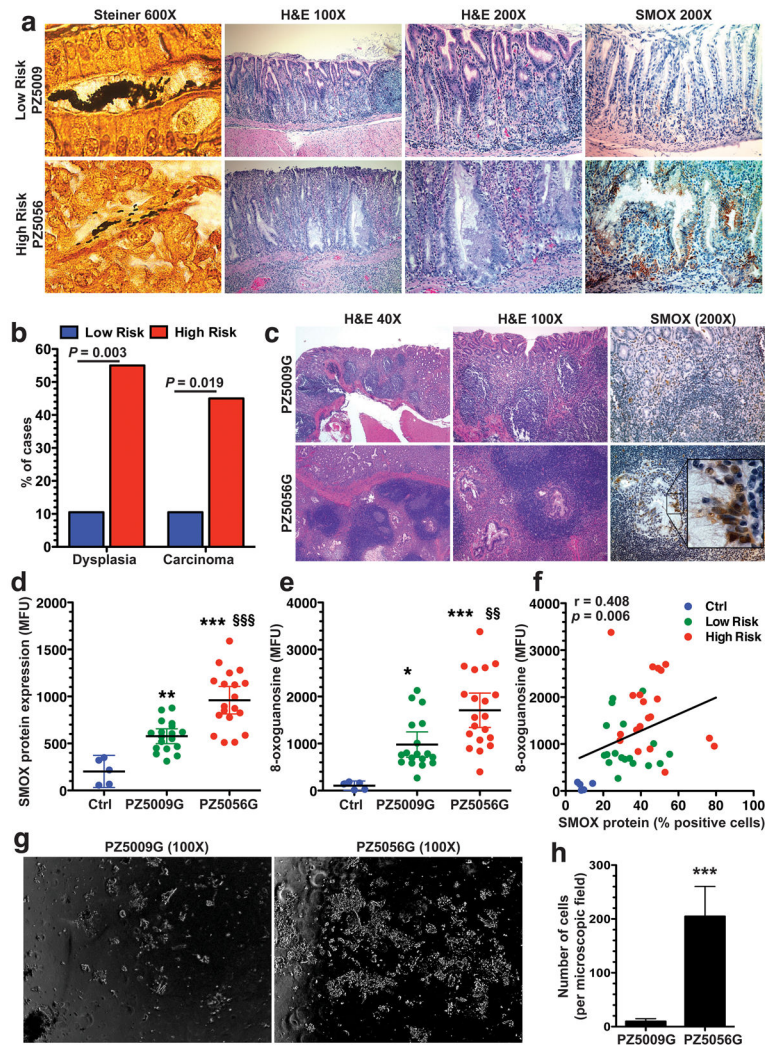 a
Steiner 600X
H&E 100X
H&E 200X
SMOX 200X
Low Risk
PZ5009
High Risk
PZ5056
b
Low Risk
High Risk
60
50
40
30
20
10
0
% of cases
P = 0.003
P = 0.019
Dysplasia
Carcinoma
c
H&E 40X
H&E 100X
SMOX (200X)
PZ5009G
PZ5056G
d
SMOX protein expression (MFU)
2000
1500
1000
500
0
**
*** §§§
Ctrl
PZ5009G
PZ5056G
e
8-oxoguanosine (MFU)
4000
3000
2000
1000
0
*
*** §§
Ctrl
PZ5009G
PZ5056G
f
r = 0.408
p = 0.006
Ctrl
Low Risk
High Risk
8-oxoguanosine (MFU)
4000
3000
2000
1000
0
0
20
40
60
80
100
SMOX protein (% positive cells)
g
PZ5009G (100X)
PZ5056G (100X)
h
Number of cells
(per microscopic field)
300
200
100
0
***
PZ5009G
PZ5056G